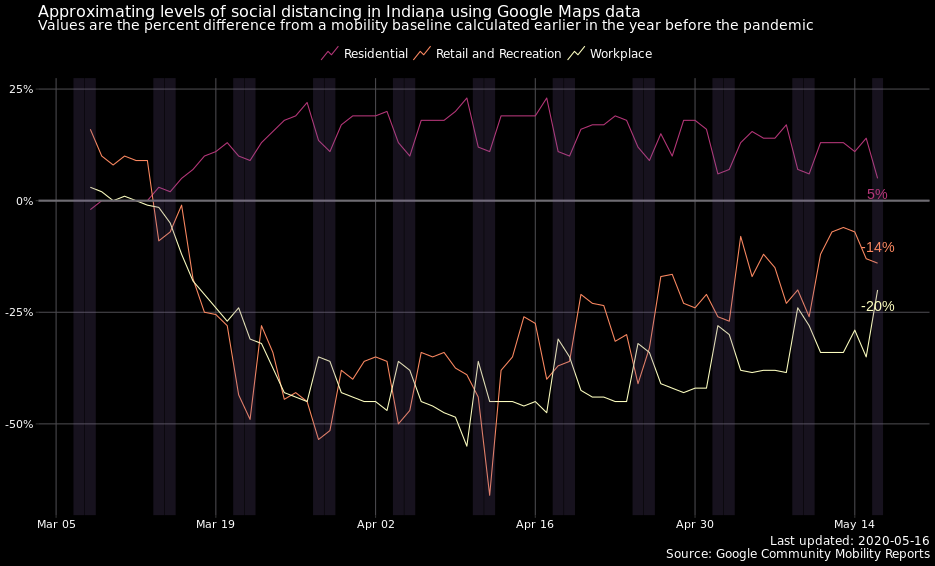 Approximating levels of social distancing in Indiana using Google Maps data
Values are the percent difference from a mobility baseline calculated earlier in the year before the pandemic
Residential Retail and Recreation Workplace
25%
0%
-25%
-50%
5%
-14%
-20%
Mar 05 Mar 19 Apr 02 Apr 16 Apr 30 May 14
Last updated: 2020-05-16
Source: Google Community Mobility Reports